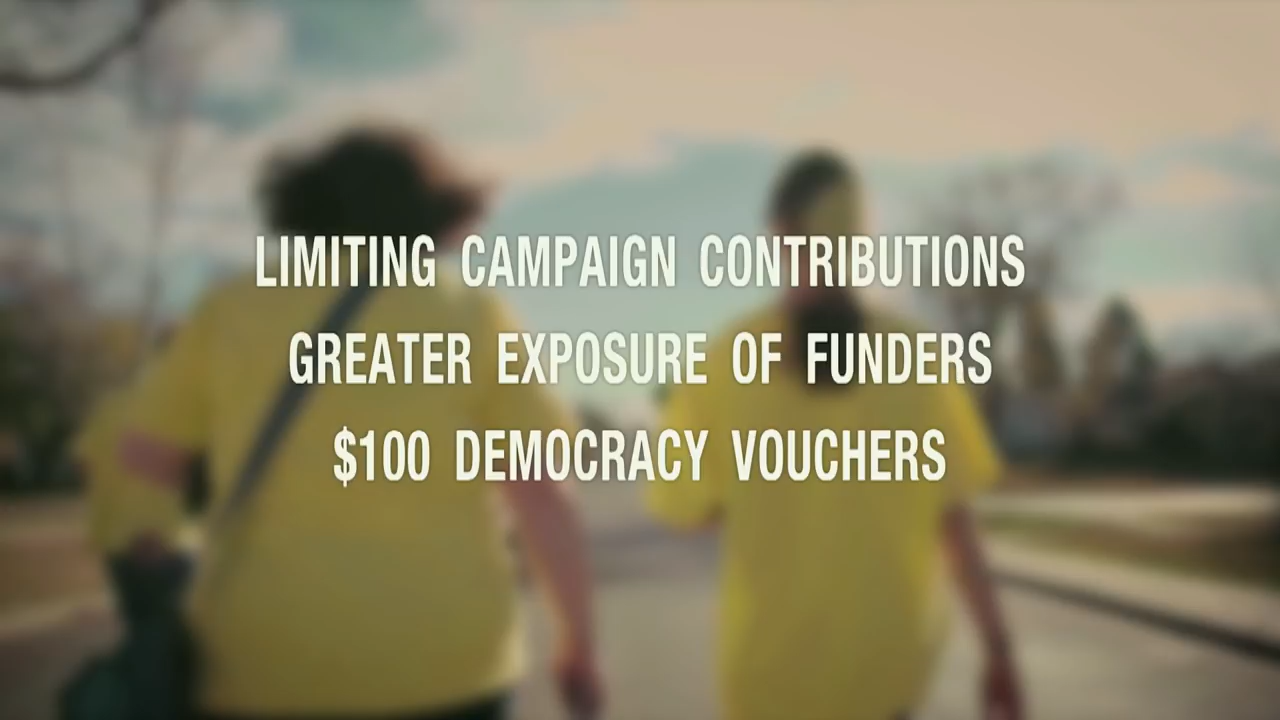 LIMITING CAMPAIGN CONTRIBUTIONS
GREATER EXPOSURE OF FUNDERS
$100 DEMOCRACY VOUCHERS